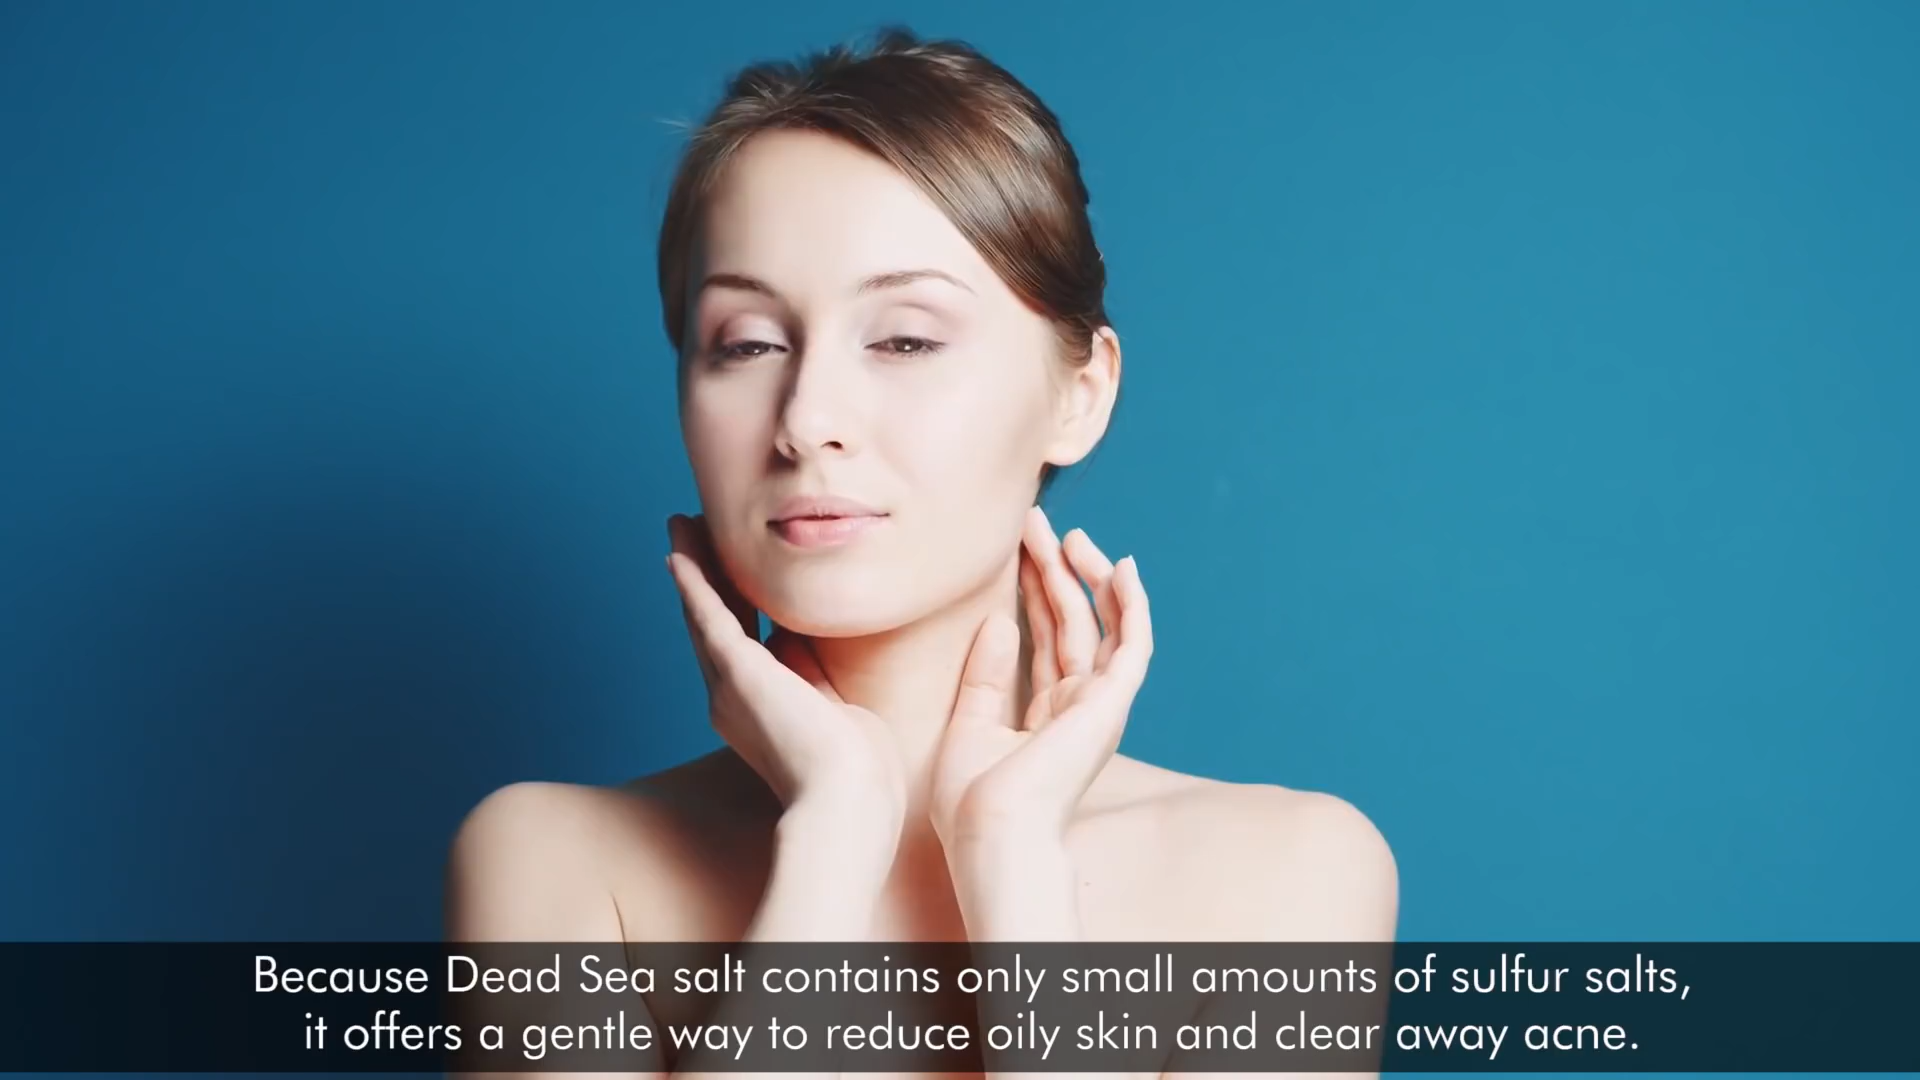 Because Dead Sea salt contains only small amounts of sulfur salts,
it offers a gentle way to reduce oily skin and clear away acne.